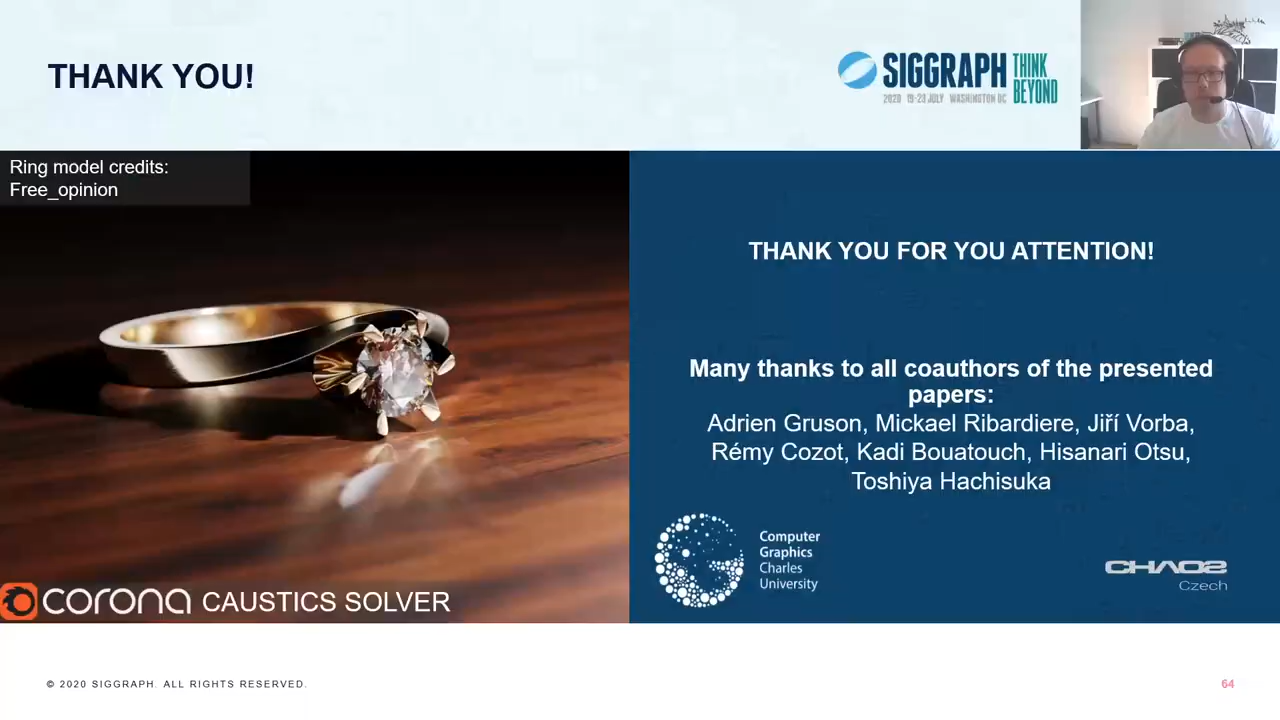 THANK YOU!
SIGGRAPH THINK BEYOND
2020 19-23 JULY WASHINGTON DC
Ring model credits:
Free_opinion
CORONA CAUSTICS SOLVER
THANK YOU FOR YOU ATTENTION!
Many thanks to all coauthors of the presented
papers:
Adrien Gruson, Mickael Ribardiere, Jiří Vorba,
Rémy Cozot, Kadi Bouatouch, Hisanari Otsu,
Toshiya Hachisuka
Computer
Graphics
Charles
University
CHAOS
Czech
© 2020 SIGGRAPH. ALL RIGHTS RESERVED.
64